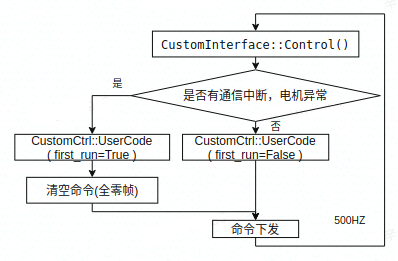 CustomInterface::Control()
是否有通信中断，电机异常
是
否
CustomCtrl::UserCode
( first_run=True )
CustomCtrl::UserCode
( first_run=False )
清空命令(全零帧)
命令下发
500HZ